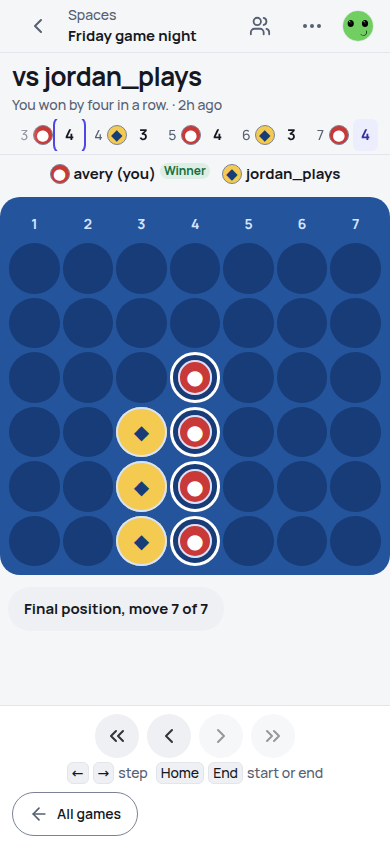 Spaces
Friday game night
vs jordan_plays
You won by four in a row. · 2h ago
3 4 4 3 5 4 6 3 7 4
avery (you) Winner jordan_plays
1 2 3 4 5 6 7
Final position, move 7 of 7
← → step Home End start or end
All games